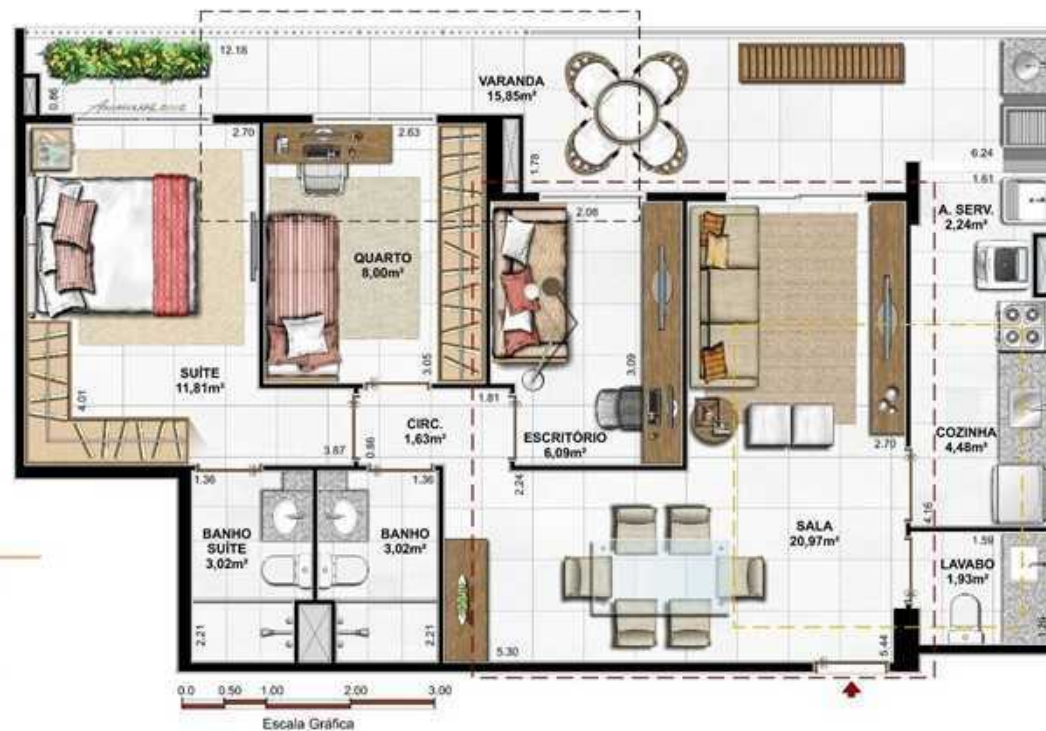 12.18
VARANDA
15,85m²
0.86
2.70
2.63
1.78
6.24
1.61
A. SERV.
2,24m²
2.08
QUARTO
8,00m²
SUÍTE
11,81m²
4.01
3.05
3.09
1.81
CIRC.
1,63m²
0.86
ESCRITÓRIO
6,09m²
2.70
COZINHA
4,48m²
3.87
1.36
1.36
2.24
4.16
BANHO
SUÍTE
3,02m²
BANHO
3,02m²
SALA
20,97m²
1.59
LAVABO
1,93m²
2.21
2.21
5.30
5.44
0.0 0.50 1.00 2.00 3.00
Escala Gráfica